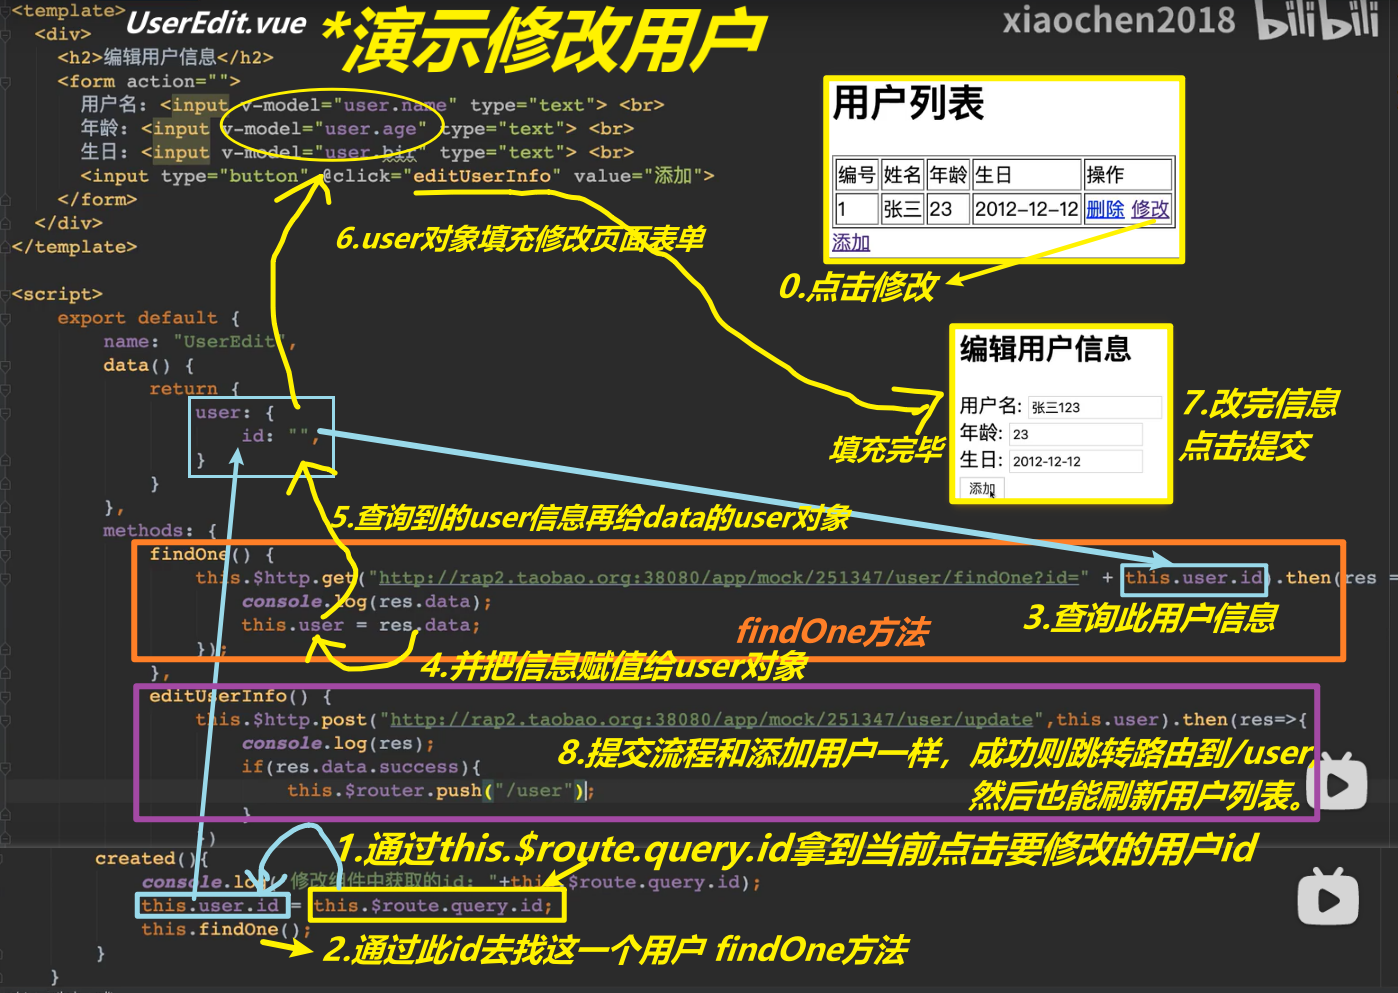 <template>
UserEdit.vue
*演示修改用户
xiaochen2018 bilibili
<div>
<h2>编辑用户信息</h2>
<form action="">
用户名: <input v-model="user.name" type="text"> <br>
年龄: <input v-model="user.age" type="text"> <br>
生日: <input v-model="user.bir" type="text"> <br>
<input type="button" @click="editUserInfo" value="添加">
</form>
</div>
</template>
6.user对象填充修改页面表单
用户列表
编号 姓名 年龄 生日 操作
1 张三 23 2012-12-12 删除 修改
添加
0.点击修改
<script>
export default {
name: "UserEdit",
data() {
return {
user: {
id: "",
}
}
},
编辑用户信息
用户名: 张三123
年龄: 23
生日: 2012-12-12
添加
填充完毕
7.改完信息
点击提交
5.查询到的user信息再给data的user对象
methods: {
findOne() {
this.$http.get("http://rap2.taobao.org:38080/app/mock/251347/user/findOne?id=" + this.user.id).then(res =
console.log(res.data);
this.user = res.data;
});
},
3.查询此用户信息
findOne方法
4.并把信息赋值给user对象
editUserInfo() {
this.$http.post("http://rap2.taobao.org:38080/app/mock/251347/user/update",this.user).then(res=>{
console.log(res);
if(res.data.success){
this.$router.push("/user");
}
})
8.提交流程和添加用户一样，成功则跳转路由到/user,
然后也能刷新用户列表。
1.通过this.$route.query.id拿到当前点击要修改的用户id
created(){
console.log("修改组件中获取的id: "+this.$route.query.id);
this.user.id = this.$route.query.id;
this.findOne();
2.通过此id去找这一个用户 findOne方法
}
}